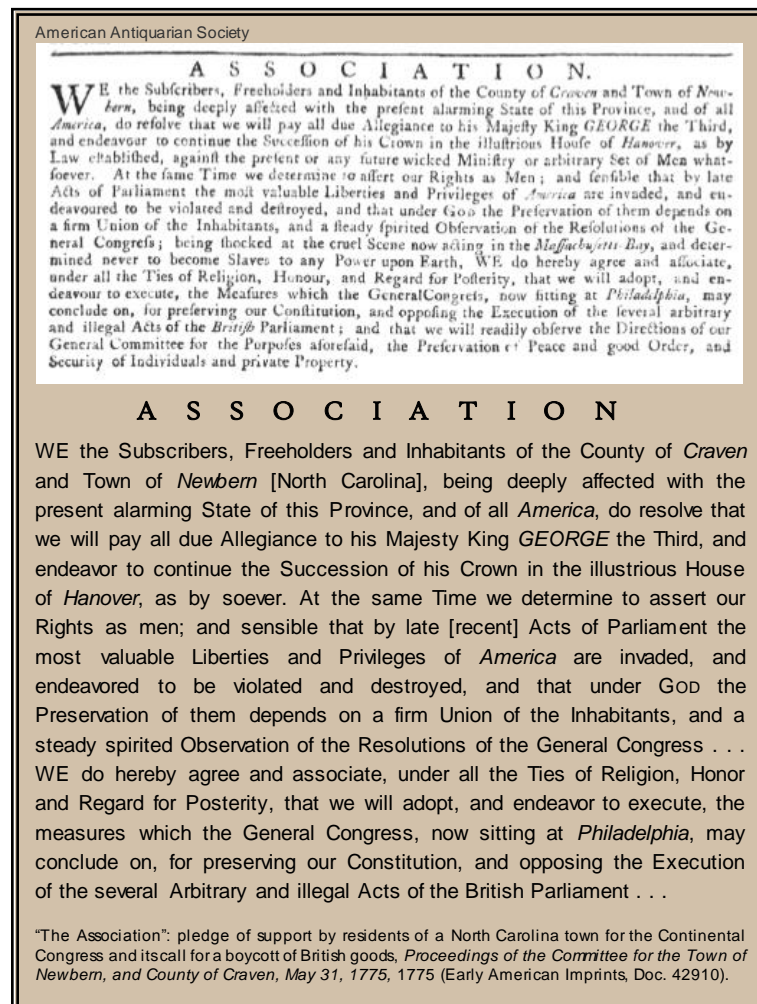 American Antiquarian Society
A S S O C I A T I O N.
WE the Subſcribers, Freeholders and Inhabitants of the County of Craven and Town of New-
bern, being deeply affected with the preſent alarming State of this Province, and of all
America, do reſolve that we will pay all due Allegiance to his Majeſty King GEORGE the Third,
and endeavour to continue the Succeſſion of his Crown in the illuſtrious Houſe of Hanover, as by
Law eſtabliſhed, againſt the preſent or any future wicked Miniſtry or arbitrary Set of Men what-
ſoever. At the ſame Time we determine to aſſert our Rights as Men; and ſenſible that by late
Acts of Parliament the moſt valuable Liberties and Privileges of America are invaded, and en-
deavoured to be violated and deſtroyed, and that under GOD the Preſervation of them depends on
a firm Union of the Inhabitants, and a ſteady ſpirited Obſervation of the Reſolutions of the Ge-
neral Congreſs; being ſhocked at the cruel Scene now acting in the Maſſachuſetts-Bay, and deter-
mined never to become Slaves to any Power upon Earth, WE do hereby agree and aſſociate,
under all the Ties of Religion, Honour, and Regard for Poſterity, that we will adopt, and en-
deavour to execute, the Meaſures which the General Congreſs, now ſitting at Philadelphia, may
conclude on, for preſerving our Conſtitution, and oppoſing the Execution of the ſeveral arbitrary
and illegal Acts of the Britiſh Parliament; and that we will readily obſerve the Directions of our
General Committee for the Purpoſes aforeſaid, the Preſervation of Peace and good Order, and
Security of Individuals and private Property.
A S S O C I A T I O N
WE the Subscribers, Freeholders and Inhabitants of the County of Craven
and Town of Newbern [North Carolina], being deeply affected with the
present alarming State of this Province, and of all America, do resolve that
we will pay all due Allegiance to his Majesty King GEORGE the Third, and
endeavor to continue the Succession of his Crown in the illustrious House
of Hanover, as by soever. At the same Time we determine to assert our
Rights as men; and sensible that by late [recent] Acts of Parliament the
most valuable Liberties and Privileges of America are invaded, and
endeavored to be violated and destroyed, and that under GOD the
Preservation of them depends on a firm Union of the Inhabitants, and a
steady spirited Observation of the Resolutions of the General Congress . . .
WE do hereby agree and associate, under all the Ties of Religion, Honor
and Regard for Posterity, that we will adopt, and endeavor to execute, the
measures which the General Congress, now sitting at Philadelphia, may
conclude on, for preserving our Constitution, and opposing the Execution
of the several Arbitrary and illegal Acts of the British Parliament . . .
“The Association”: pledge of support by residents of a North Carolina town for the Continental
Congress and its call for a boycott of British goods, Proceedings of the Committee for the Town of
Newbern, and County of Craven, May 31, 1775, 1775 (Early American Imprints, Doc. 42910).